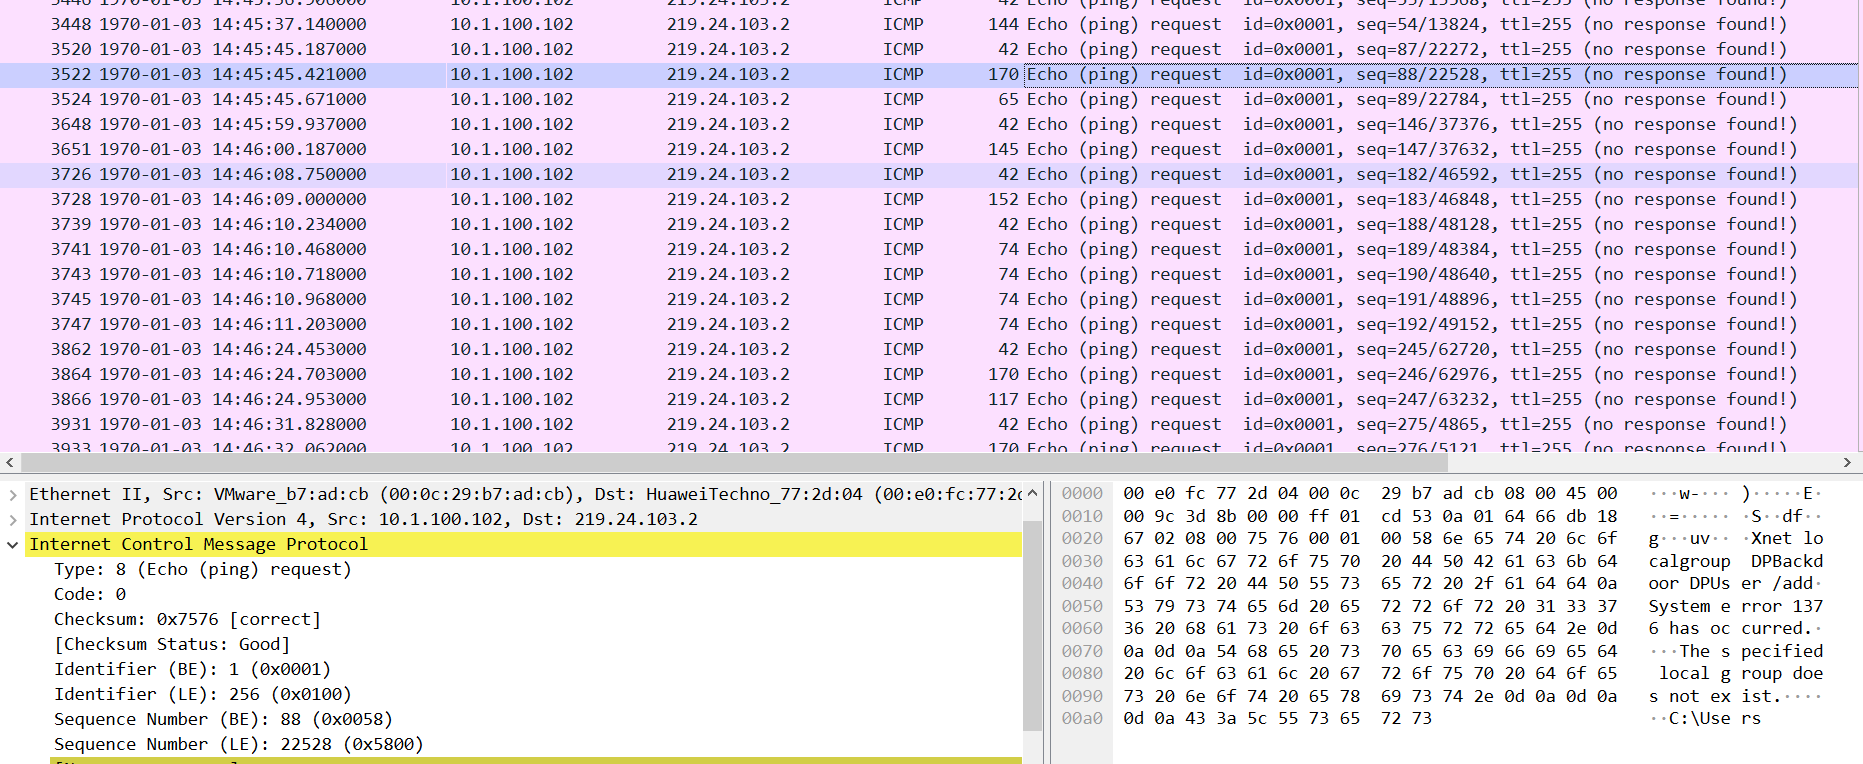 3446 1970-01-03 14:45:36.906000 10.1.100.102 219.24.103.2 ICMP 42 Echo (ping) request id=0x0001, seq=53/13568, ttl=255 (no response found!)
3448 1970-01-03 14:45:37.140000 10.1.100.102 219.24.103.2 ICMP 144 Echo (ping) request id=0x0001, seq=54/13824, ttl=255 (no response found!)
3520 1970-01-03 14:45:45.187000 10.1.100.102 219.24.103.2 ICMP 42 Echo (ping) request id=0x0001, seq=87/22272, ttl=255 (no response found!)
3522 1970-01-03 14:45:45.421000 10.1.100.102 219.24.103.2 ICMP 170 Echo (ping) request id=0x0001, seq=88/22528, ttl=255 (no response found!)
3524 1970-01-03 14:45:45.671000 10.1.100.102 219.24.103.2 ICMP 65 Echo (ping) request id=0x0001, seq=89/22784, ttl=255 (no response found!)
3648 1970-01-03 14:45:59.937000 10.1.100.102 219.24.103.2 ICMP 42 Echo (ping) request id=0x0001, seq=146/37376, ttl=255 (no response found!)
3651 1970-01-03 14:46:00.187000 10.1.100.102 219.24.103.2 ICMP 145 Echo (ping) request id=0x0001, seq=147/37632, ttl=255 (no response found!)
3726 1970-01-03 14:46:08.750000 10.1.100.102 219.24.103.2 ICMP 42 Echo (ping) request id=0x0001, seq=182/46592, ttl=255 (no response found!)
3728 1970-01-03 14:46:09.000000 10.1.100.102 219.24.103.2 ICMP 152 Echo (ping) request id=0x0001, seq=183/46848, ttl=255 (no response found!)
3739 1970-01-03 14:46:10.234000 10.1.100.102 219.24.103.2 ICMP 42 Echo (ping) request id=0x0001, seq=188/48128, ttl=255 (no response found!)
3741 1970-01-03 14:46:10.468000 10.1.100.102 219.24.103.2 ICMP 74 Echo (ping) request id=0x0001, seq=189/48384, ttl=255 (no response found!)
3743 1970-01-03 14:46:10.718000 10.1.100.102 219.24.103.2 ICMP 74 Echo (ping) request id=0x0001, seq=190/48640, ttl=255 (no response found!)
3745 1970-01-03 14:46:10.968000 10.1.100.102 219.24.103.2 ICMP 74 Echo (ping) request id=0x0001, seq=191/48896, ttl=255 (no response found!)
3747 1970-01-03 14:46:11.203000 10.1.100.102 219.24.103.2 ICMP 74 Echo (ping) request id=0x0001, seq=192/49152, ttl=255 (no response found!)
3862 1970-01-03 14:46:24.453000 10.1.100.102 219.24.103.2 ICMP 42 Echo (ping) request id=0x0001, seq=245/62720, ttl=255 (no response found!)
3864 1970-01-03 14:46:24.703000 10.1.100.102 219.24.103.2 ICMP 170 Echo (ping) request id=0x0001, seq=246/62976, ttl=255 (no response found!)
3866 1970-01-03 14:46:24.953000 10.1.100.102 219.24.103.2 ICMP 117 Echo (ping) request id=0x0001, seq=247/63232, ttl=255 (no response found!)
3931 1970-01-03 14:46:31.828000 10.1.100.102 219.24.103.2 ICMP 42 Echo (ping) request id=0x0001, seq=275/4865, ttl=255 (no response found!)
3933 1970-01-03 14:46:32.062000 10.1.100.102 219.24.103.2 ICMP 170 Echo (ping) request id=0x0001, seq=276/5121, ttl=255 (no response found!)
Ethernet II, Src: VMware_b7:ad:cb (00:0c:29:b7:ad:cb), Dst: HuaweiTechno_77:2d:04 (00:e0:fc:77:2d
Internet Protocol Version 4, Src: 10.1.100.102, Dst: 219.24.103.2
Internet Control Message Protocol
Type: 8 (Echo (ping) request)
Code: 0
Checksum: 0x7576 [correct]
[Checksum Status: Good]
Identifier (BE): 1 (0x0001)
Identifier (LE): 256 (0x0100)
Sequence Number (BE): 88 (0x0058)
Sequence Number (LE): 22528 (0x5800)
0000 00 e0 fc 77 2d 04 00 0c 29 b7 ad cb 08 00 45 00 ···w-··· )·····E·
0010 00 9c 3d 8b 00 00 ff 01 cd 53 0a 01 64 66 db 18 ··=····· ·S··df··
0020 67 02 08 00 75 76 00 01 00 58 6e 65 74 20 6c 6f g···uv·· ·Xnet lo
0030 63 61 6c 67 72 6f 75 70 20 44 50 42 61 63 6b 64 calgroup DPBackd
0040 6f 6f 72 20 44 50 55 73 65 72 20 2f 61 64 64 0a oor DPUs er /add·
0050 53 79 73 74 65 6d 20 65 72 72 6f 72 20 31 33 37 System e rror 137
0060 36 20 68 61 73 20 6f 63 63 75 72 72 65 64 2e 0d 6 has oc curred.·
0070 0a 0d 0a 54 68 65 20 73 70 65 63 69 66 69 65 64 ···The s pecified
0080 20 6c 6f 63 61 6c 20 67 72 6f 75 70 20 64 6f 65 local g roup doe
0090 73 20 6e 6f 74 20 65 78 69 73 74 2e 0d 0a 0d 0a s not ex ist.····
00a0 0d 0a 43 3a 5c 55 73 65 72 73 ··C:\Use rs